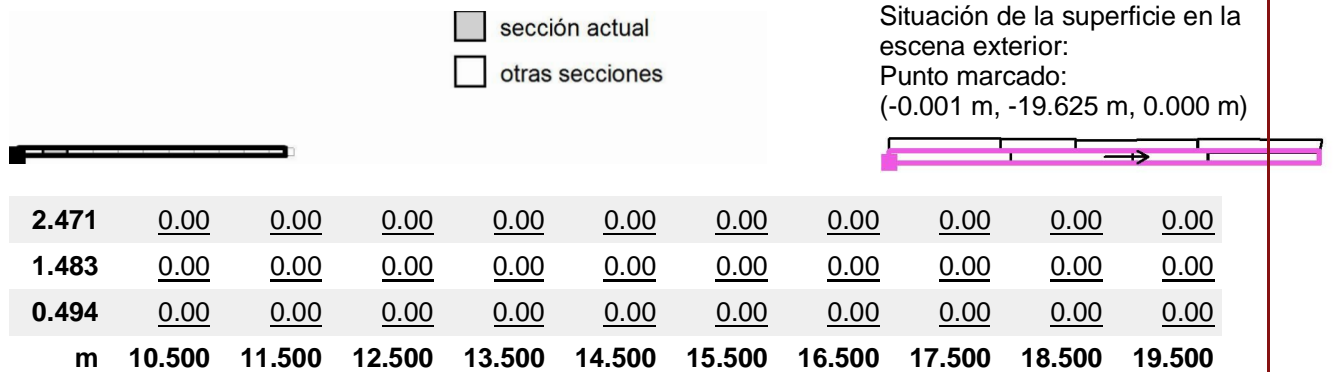 sección actual
otras secciones
Situación de la superficie en la
escena exterior:
Punto marcado:
(-0.001 m, -19.625 m, 0.000 m)
2.471 0.00 0.00 0.00 0.00 0.00 0.00 0.00 0.00 0.00 0.00
1.483 0.00 0.00 0.00 0.00 0.00 0.00 0.00 0.00 0.00 0.00
0.494 0.00 0.00 0.00 0.00 0.00 0.00 0.00 0.00 0.00 0.00
m 10.500 11.500 12.500 13.500 14.500 15.500 16.500 17.500 18.500 19.500